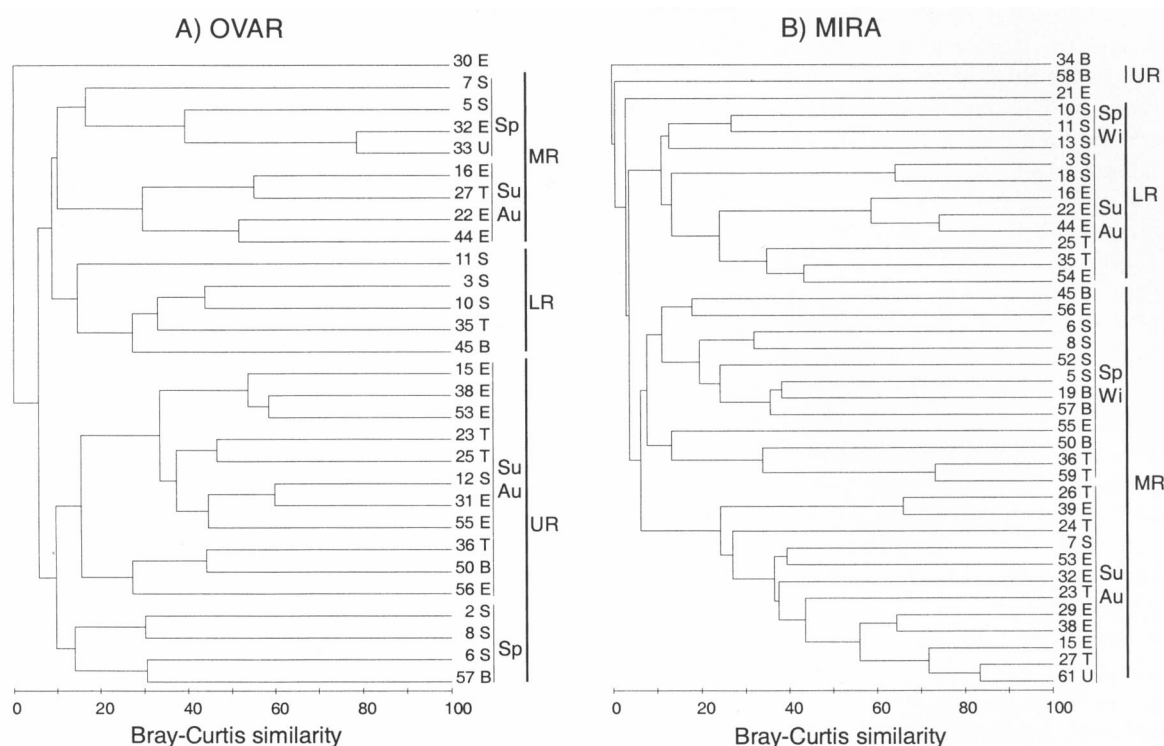 A) OVAR
30 E
7 S
5 S
32 E
33 U
16 E
27 T
22 E
44 E
11 S
3 S
10 S
35 T
45 B
15 E
38 E
53 E
23 T
25 T
12 S
31 E
55 E
36 T
50 B
56 E
2 S
8 S
6 S
57 B
Sp
Su
Au
Su
Au
Sp
MR
LR
UR
0 20 40 60 80 100
Bray-Curtis similarity
B) MIRA
34 B
58 B
21 E
10 S
11 S
13 S
3 S
18 S
16 E
22 E
44 E
25 T
35 T
54 E
45 B
56 E
6 S
8 S
52 S
5 S
19 B
57 B
55 E
50 B
36 T
59 T
26 T
39 E
24 T
7 S
53 E
32 E
23 T
29 E
38 E
15 E
27 T
61 U
Sp
Wi
Su
Au
Sp
Wi
Su
Au
UR
LR
MR
0 20 40 60 80 100
Bray-Curtis similarity